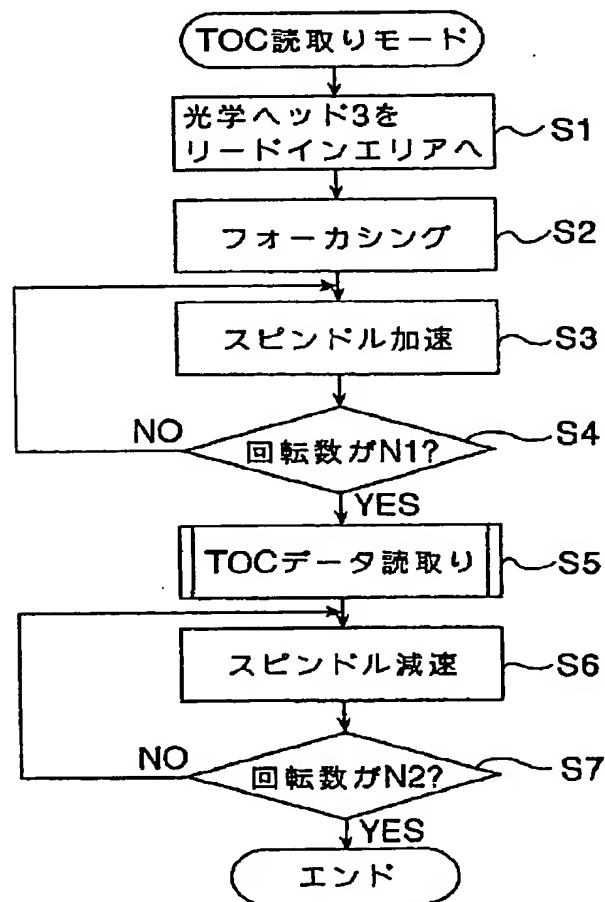 TOC読取りモード
光学ヘッド3を
リードインエリアへ
S1
フォーカシング
S2
スピンドル加速
S3
NO
回転数がN1?
S4
YES
TOCデータ読取り
S5
スピンドル減速
S6
NO
回転数がN2?
S7
YES
エンド